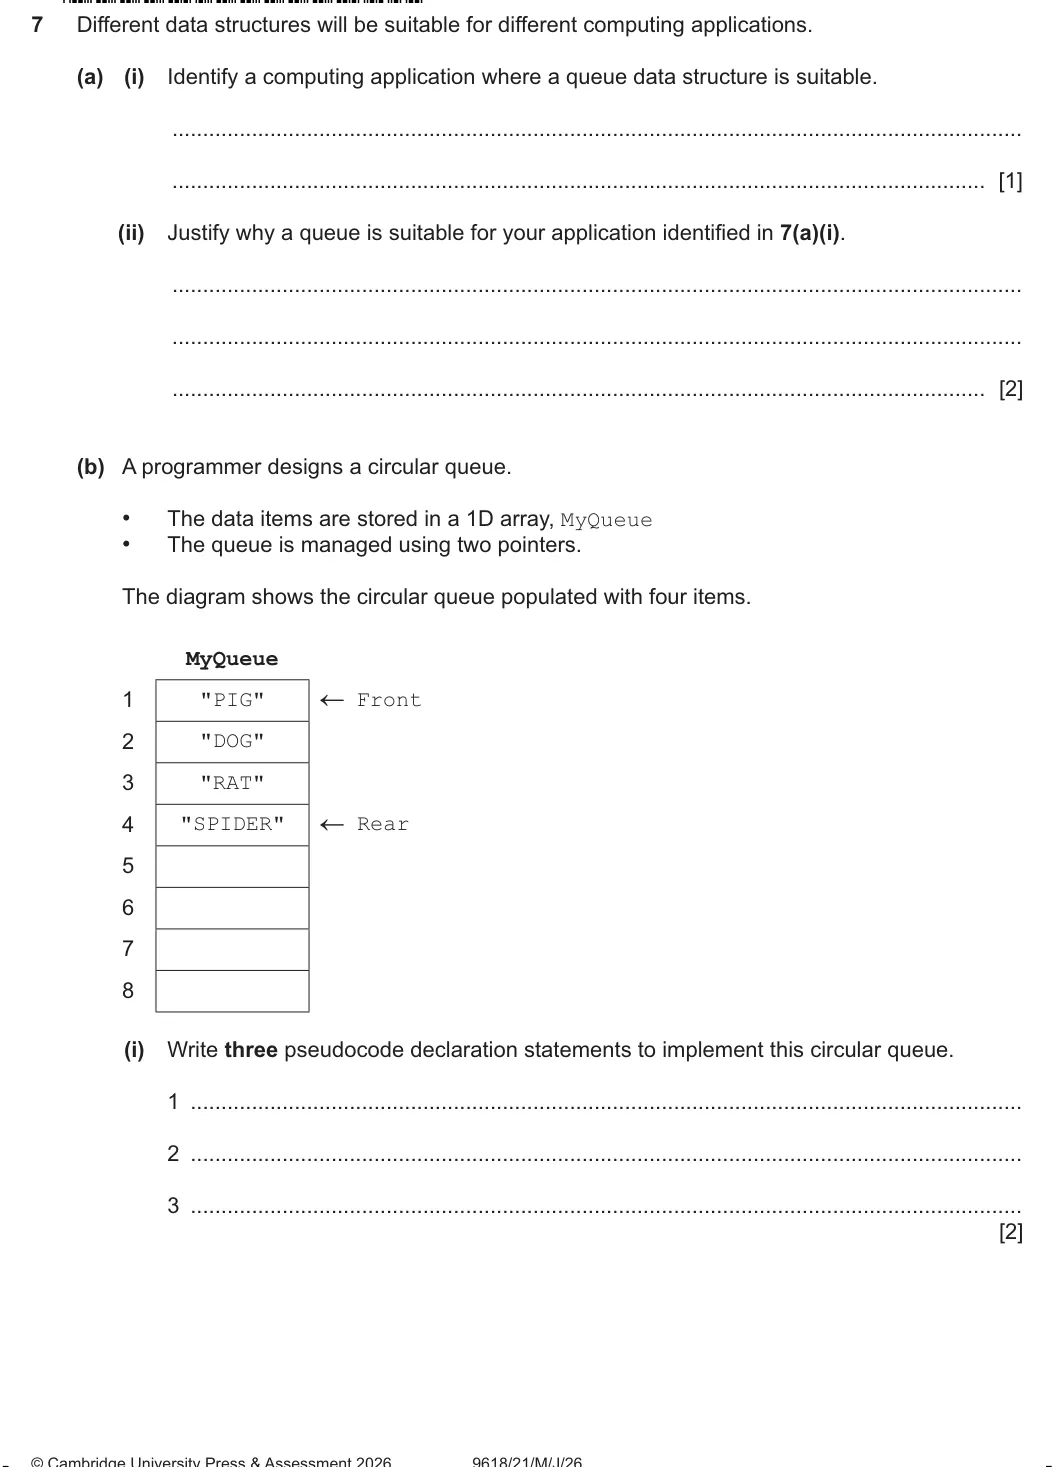 7 Different data structures will be suitable for different computing applications.
(a) (i) Identify a computing application where a queue data structure is suitable.
[1]
(ii) Justify why a queue is suitable for your application identified in 7(a)(i).
[2]
(b) A programmer designs a circular queue.
• The data items are stored in a 1D array, MyQueue
• The queue is managed using two pointers.
The diagram shows the circular queue populated with four items.
MyQueue
1 "PIG" ← Front
2 "DOG"
3 "RAT"
4 "SPIDER" ← Rear
5
6
7
8
(i) Write three pseudocode declaration statements to implement this circular queue.
1
2
3
[2]
© Cambridge University Press & Assessment 2026 9618/21/M/J/26